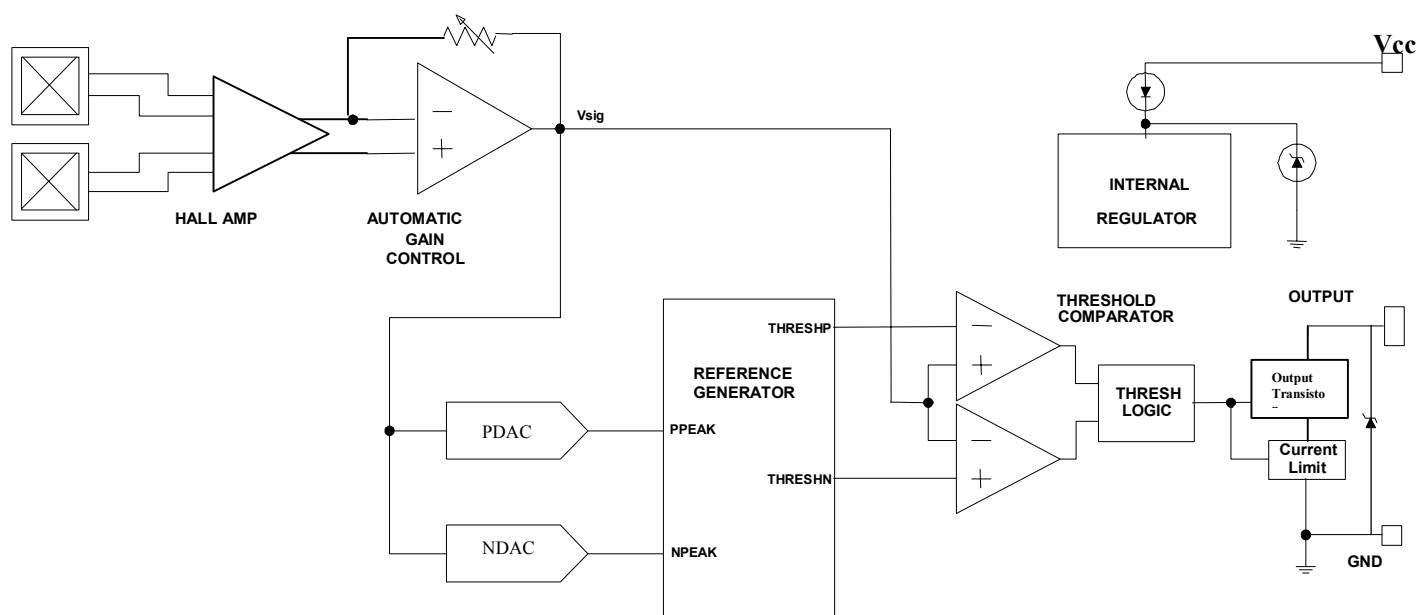 Vcc
Vsig
HALL AMP
AUTOMATIC
GAIN
CONTROL
INTERNAL
REGULATOR
THRESHOLD
COMPARATOR
OUTPUT
THRESHP
REFERENCE
GENERATOR
THRESH
LOGIC
Output
Transisto
PDAC
PPEAK
Current
Limit
THRESHN
NDAC
NPEAK
GND